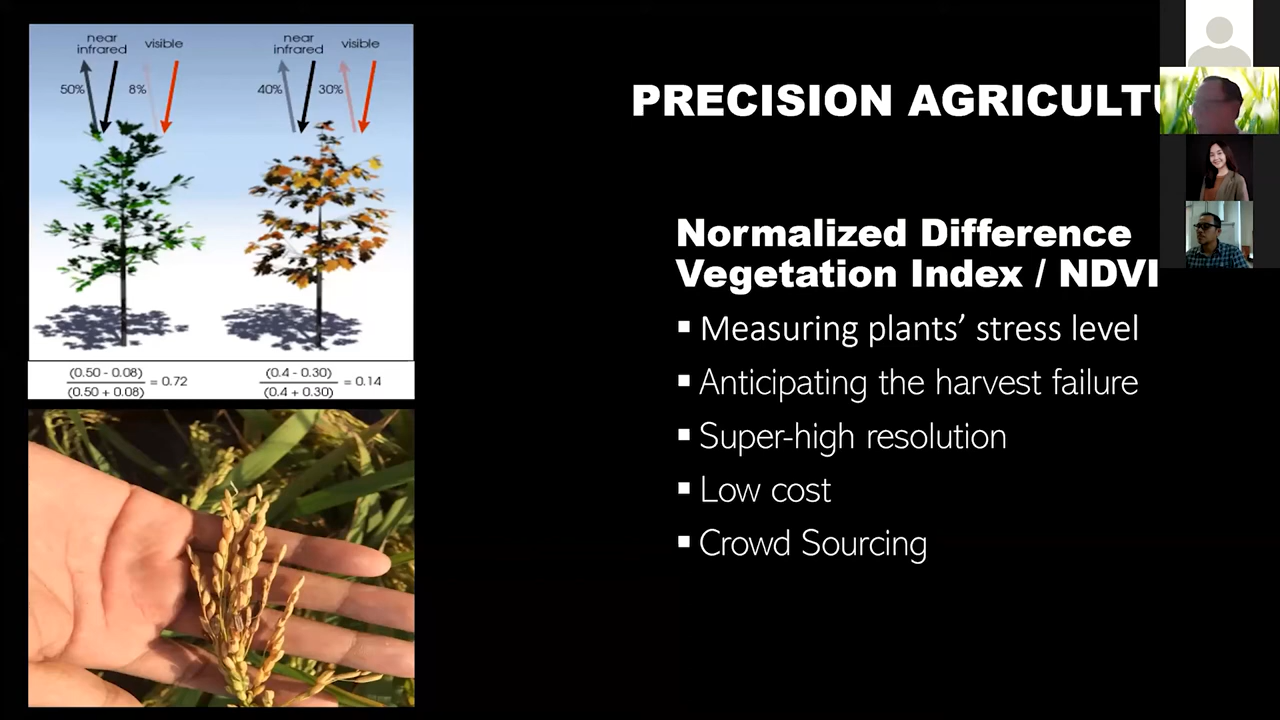 near infrared
visible
near infrared
visible
50%
8%
40%
30%
(0.50 - 0.08)
(0.50 + 0.08)
= 0.72
(0.4 - 0.30)
(0.4 + 0.30)
= 0.14
PRECISION
Normalized Difference
Vegetation Index / NDVI
▪ Measuring plants’ stress level
▪ Anticipating the harvest failure
▪ Super-high resolution
▪ Low cost
▪ Crowd Sourcing